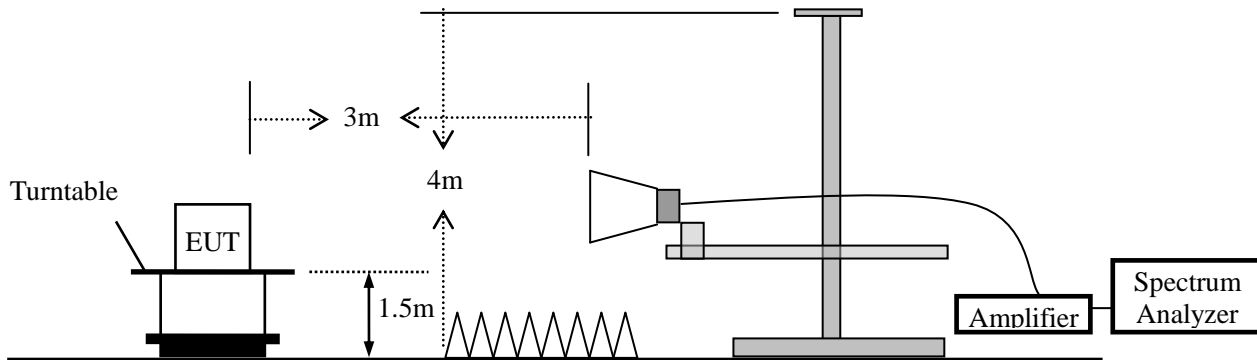 3m
4m
Turntable
EUT
1.5m
Spectrum
Analyzer
Amplifier